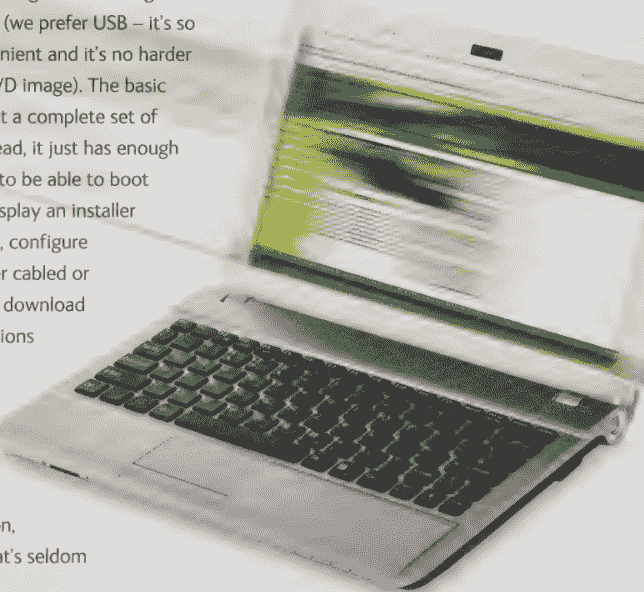 (we prefer USB – it's so
nient and it's no harder
VD image). The basic
t a complete set of
ead, it just has enough
to be able to boot
splay an installer
, configure
r cabled or
download
ions
n,
at's seldom